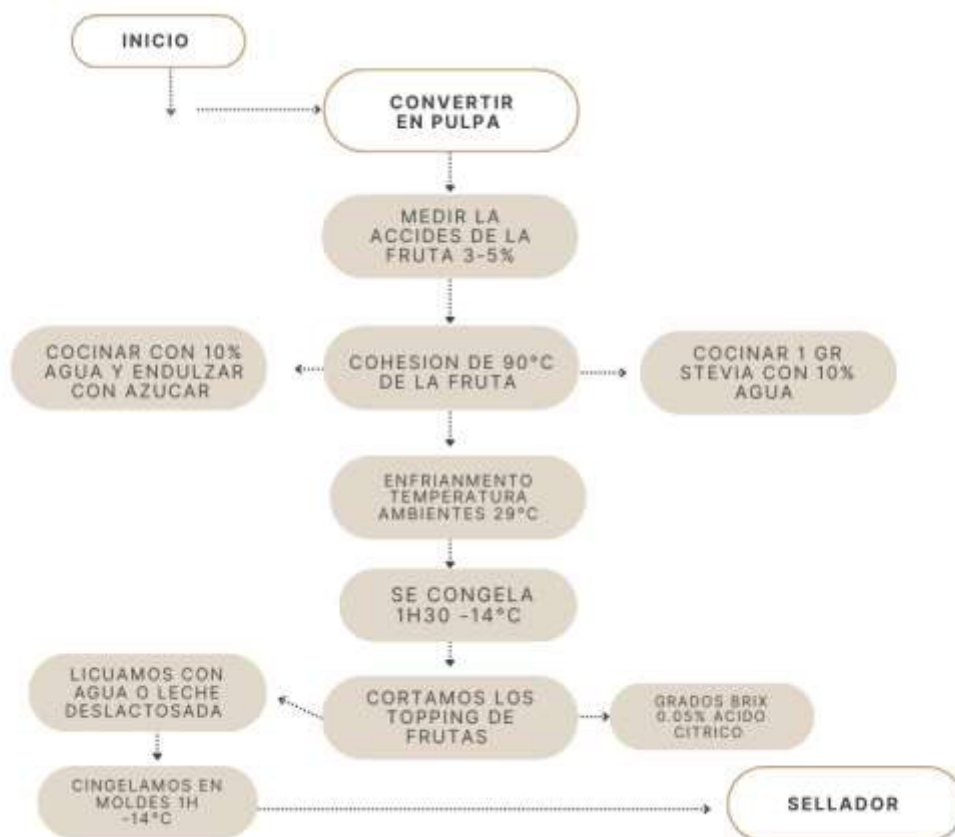 INICIO
CONVERTIR
EN PULPA
MEDIR LA
ACCIDES DE LA
FRUTA 3-5%
COCINAR CON 10%
AGUA Y ENDULZAR
CON AZUCAR
COHESION DE 90°C
DE LA FRUTA
COCINAR 1 GR
STEVIA CON 10%
AGUA
ENFRIANMENTO
TEMPERATURA
AMBIENTES 29°C
SE CONGELA
1H30 -14°C
LICUAMOS CON
AGUA O LECHE
DESLACTOSADA
CORTAMOS LOS
TOPPING DE
FRUTAS
GRADOS BRIX
0.05% ACIDO
CITRICO
CINGELAMOS EN
MOLDES 1H
-14°C
SELLADOR